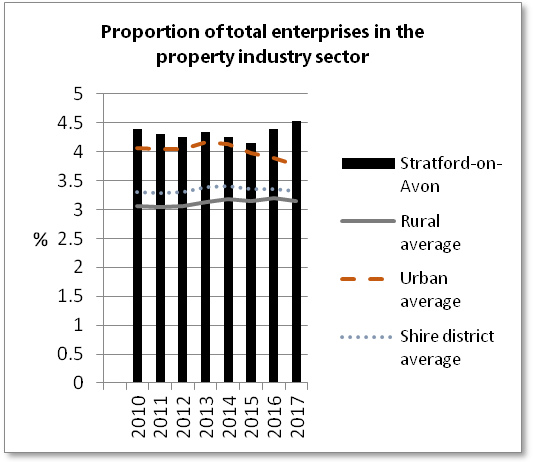 Proportion of total enterprises in the
property industry sector
5
4.5
4
3.5
3
2.5
2
1.5
1
0.5
0
%
2010
2011
2012
2013
2014
2015
2016
2017
Stratford-on-
Avon
Rural
average
Urban
average
Shire district
average